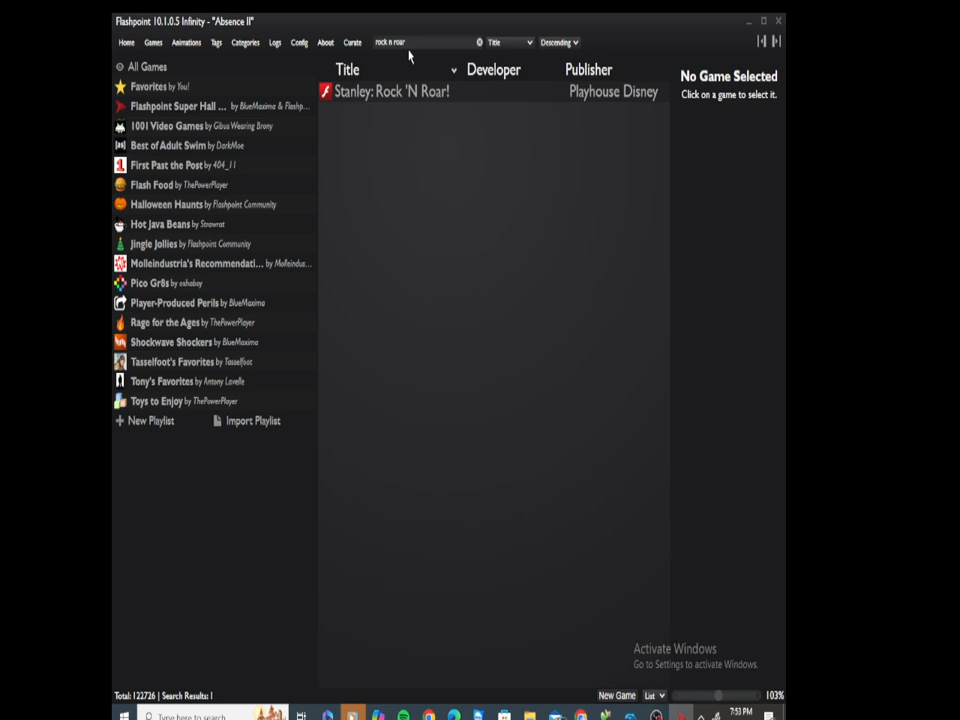 Flashpoint 10.1.0.5 Infinity - "Absence II"
Home Games Animations Tags Categories Logs Config About Curate rock n roar Title Descending
All Games
Favorites by You!
Flashpoint Super Hall ... by BlueMaxima & Flashp...
1001 Video Games by Gibus Wearing Brony
Best of Adult Swim by DarkMoe
First Past the Post by 404_11
Flash Food by ThePowerPlayer
Halloween Haunts by Flashpoint Community
Hot Java Beans by Strawrat
Jingle Jollies by Flashpoint Community
Molleindustria's Recommendati... by Molleindus...
Pico Gr8s by oshaboy
Player-Produced Perils by BlueMaxima
Rage for the Ages by ThePowerPlayer
Shockwave Shockers by BlueMaxima
Tasselfoot's Favorites by Tasselfoot
Tony's Favorites by Antony Lavelle
Toys to Enjoy by ThePowerPlayer
New Playlist Import Playlist
Title Developer Publisher
Stanley: Rock 'N Roar! Playhouse Disney
No Game Selected
Click on a game to select it.
Activate Windows
Go to Settings to activate Windows.
Total: 122726 | Search Results: 1 New Game List 103%
Type here to search 7:53 PM